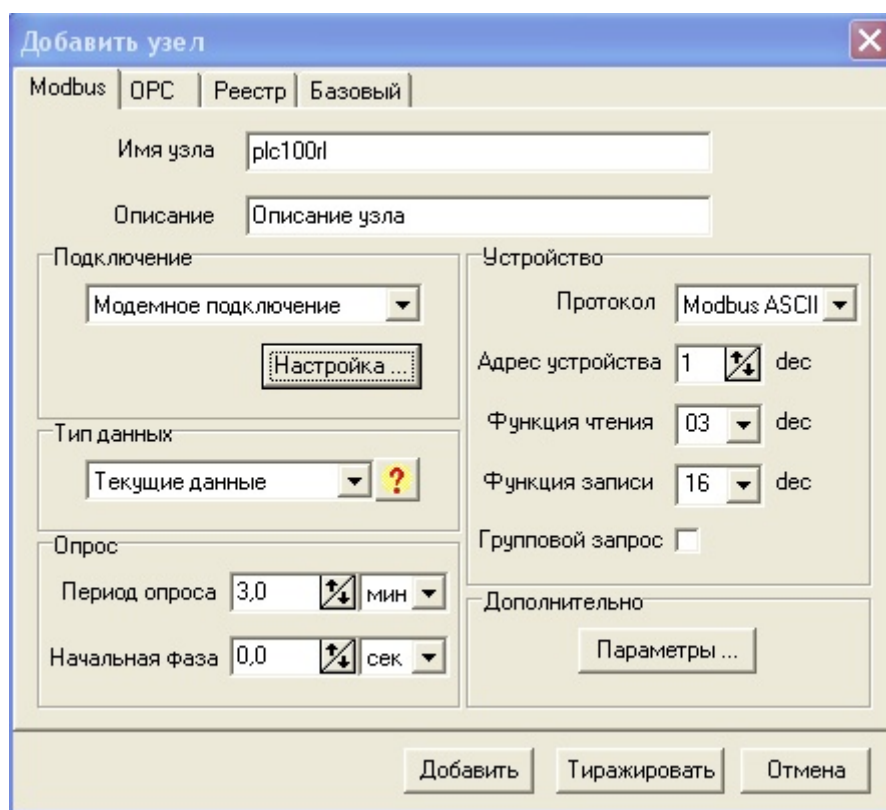 Добавить узел
Modbus OPC Реестр Базовый
Имя узла plc100rl
Описание Описание узла
Подключение
Модемное подключение
Настройка ...
Тип данных
Текущие данные ?
Опрос
Период опроса 3,0 мин
Начальная фаза 0,0 сек
Устройство
Протокол Modbus ASCII
Адрес устройства 1 dec
Функция чтения 03 dec
Функция записи 16 dec
Групповой запрос
Дополнительно
Параметры ...
Добавить Тиражировать Отмена